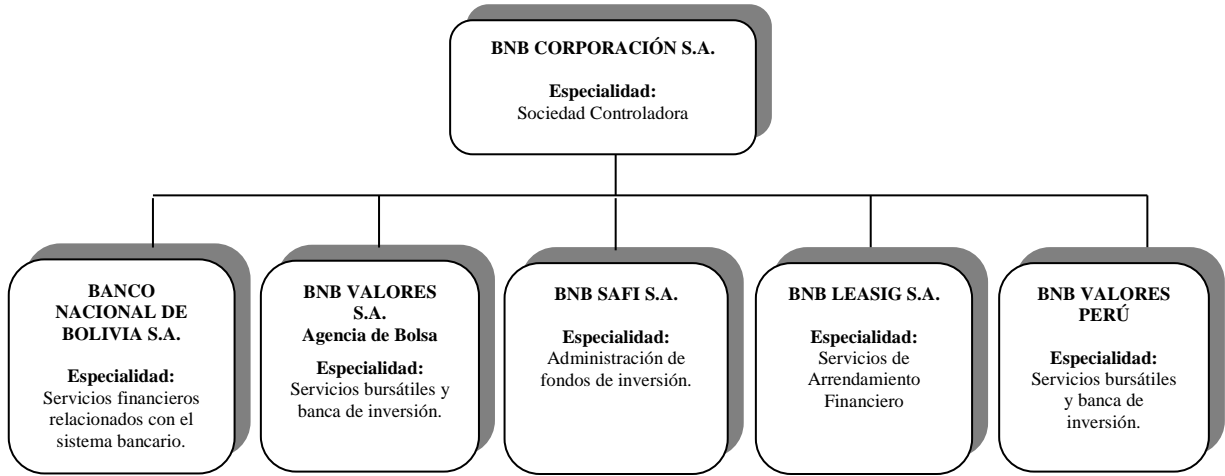 BNB CORPORACIÓN S.A.
Especialidad:
Sociedad Controladora
BANCO
NACIONAL DE
BOLIVIA S.A.
Especialidad:
Servicios financieros
relacionados con el
sistema bancario.
BNB VALORES
S.A.
Agencia de Bolsa
Especialidad:
Servicios bursátiles y
banca de inversión.
BNB SAFI S.A.
Especialidad:
Administración de
fondos de inversión.
BNB LEASIG S.A.
Especialidad:
Servicios de
Arrendamiento
Financiero
BNB VALORES
PERÚ
Especialidad:
Servicios bursátiles
y banca de
inversión.